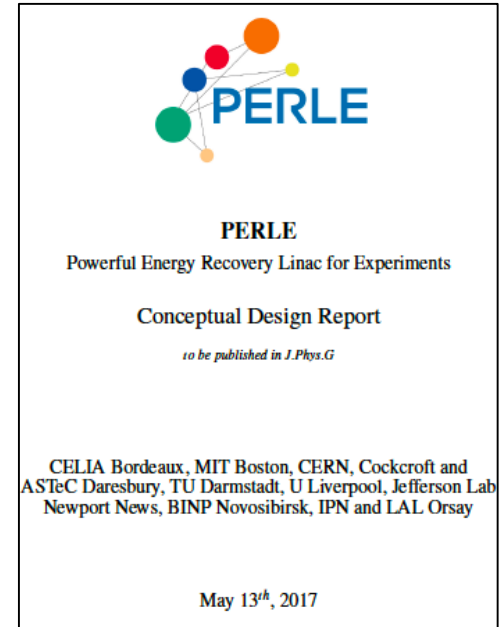 PERLE
PERLE
Powerful Energy Recovery Linac for Experiments
Conceptual Design Report
to be published in J.Phys.G
CELIA Bordeaux, MIT Boston, CERN, Cockcroft and
ASTeC Daresbury, TU Darmstadt, U Liverpool, Jefferson Lab
Newport News, BINP Novosibirsk, IPN and LAL Orsay
May 13th, 2017